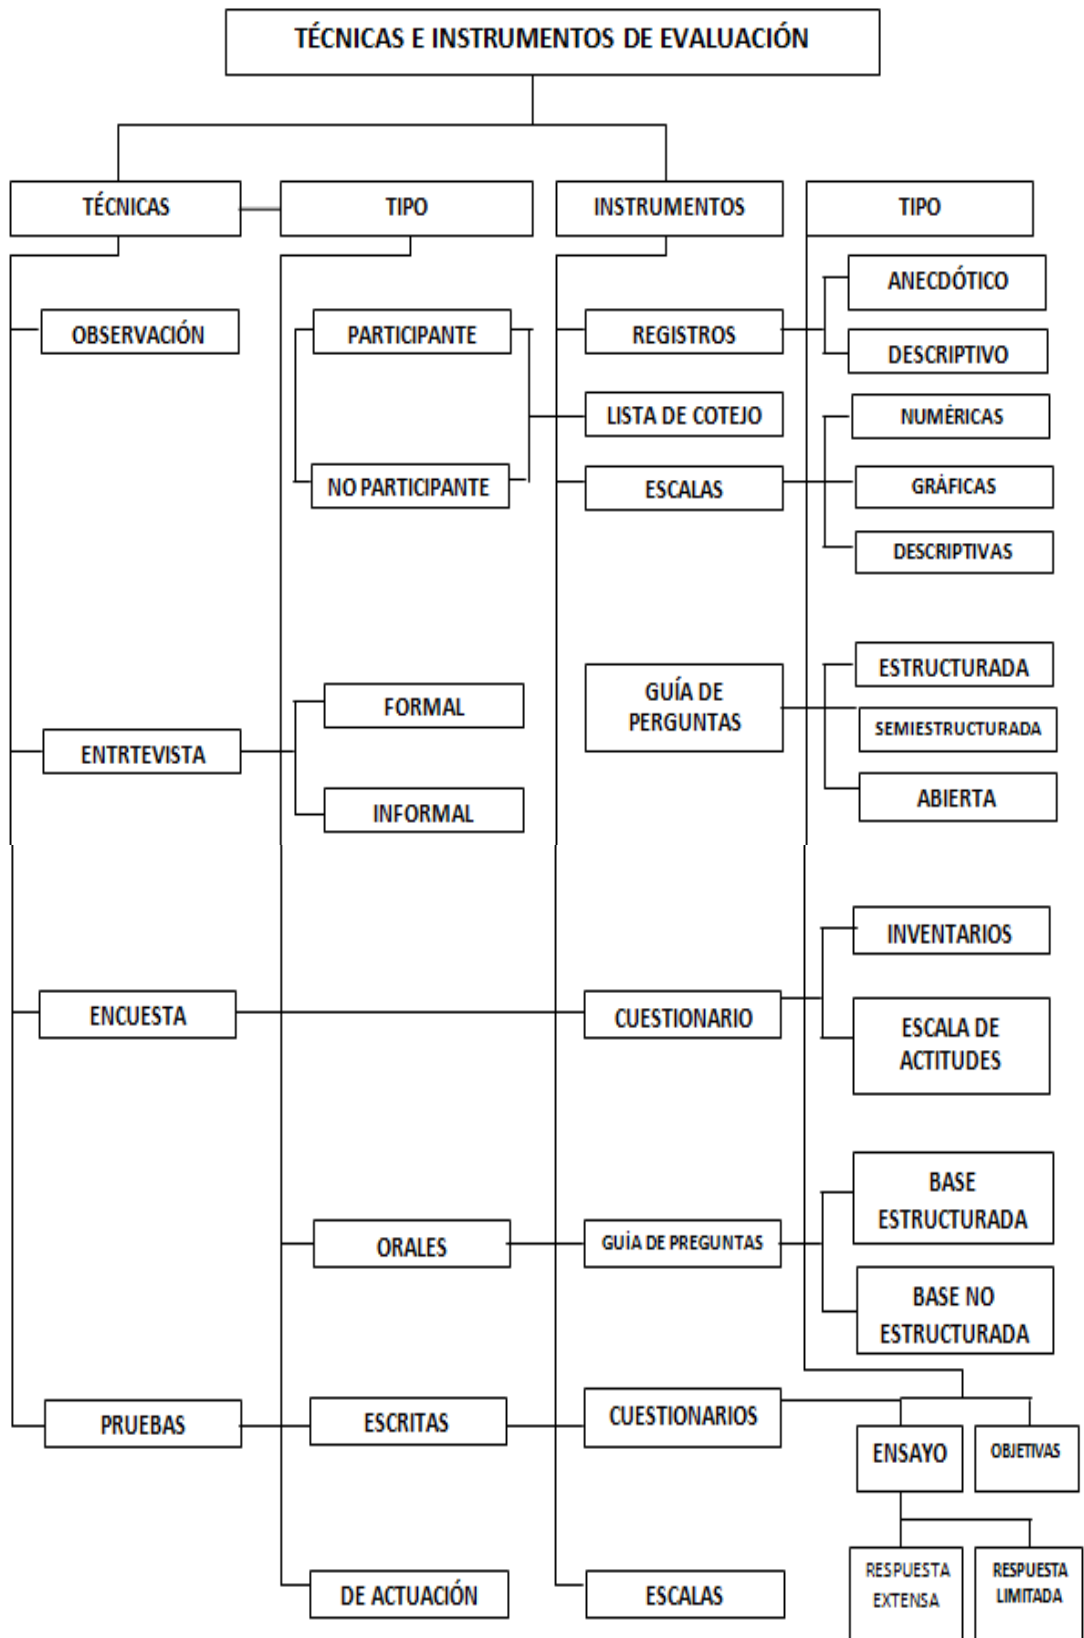 TÉCNICAS E INSTRUMENTOS DE EVALUACIÓN
TÉCNICAS
TIPO
INSTRUMENTOS
TIPO
ANECDÓTICO
OBSERVACIÓN
PARTICIPANTE
REGISTROS
DESCRIPTIVO
LISTA DE COTEJO
NUMÉRICAS
NO PARTICIPANTE
ESCALAS
GRÁFICAS
DESCRIPTIVAS
GUÍA DE
PERGUNTAS
ESTRUCTURADA
FORMAL
SEMIESTRUCTURADA
ENTRTEVISTA
INFORMAL
ABIERTA
INVENTARIOS
ENCUESTA
CUESTIONARIO
ESCALA DE
ACTITUDES
BASE
ESTRUCTURADA
ORALES
GUÍA DE PREGUNTAS
BASE NO
ESTRUCTURADA
PRUEBAS
ESCRITAS
CUESTIONARIOS
ENSAYO
OBJETIVAS
RESPUESTA
EXTENSA
RESPUESTA
LIMITADA
DE ACTUACIÓN
ESCALAS